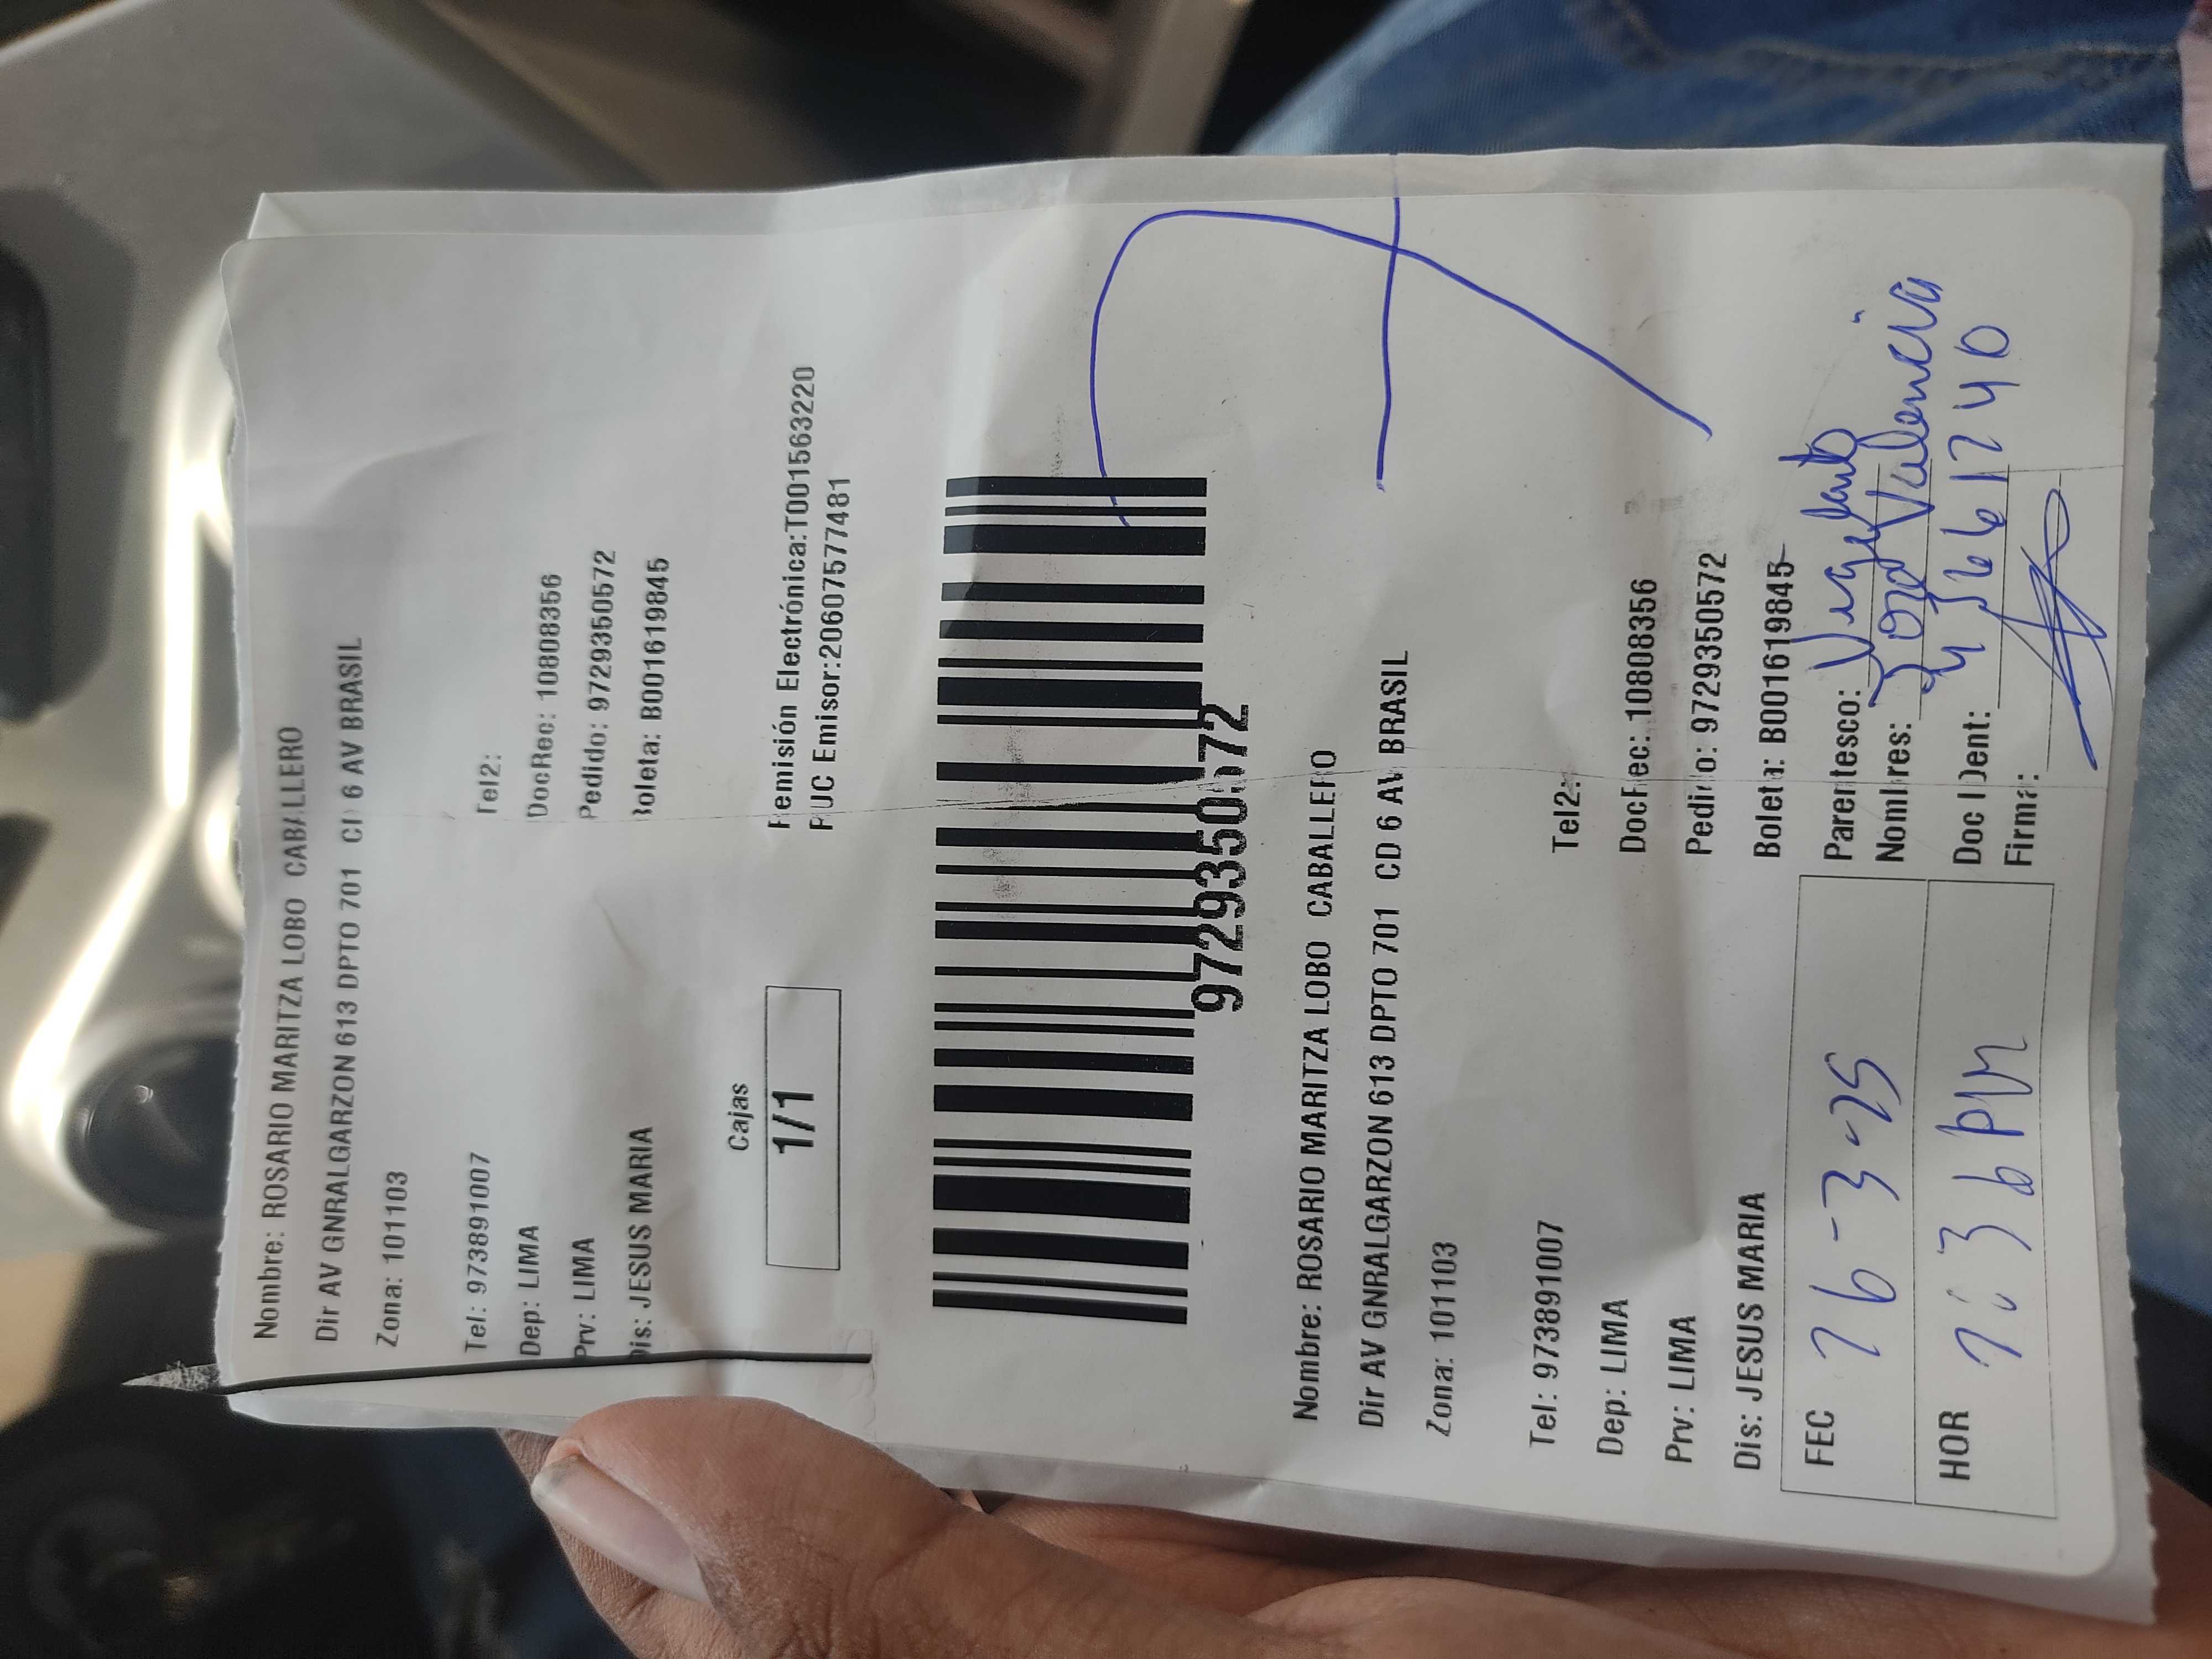 Nombre: ROSARIO MARITZA LOBO CABALLERO
Dir AV GNRALGARZON 613 DPTO 701 CI 6 AV BRASIL
Zona: 101103
Tel: 973891007 Tel2:
Dep: LIMA DocRec: 10808356
Prv: LIMA Pedido: 9729350572
Dis: JESUS MARIA Boleta: B001619845
Cajas
1/1
Remisión Electrónica:T001563220
RUC Emisor:20607577481
9729350572
Nombre: ROSARIO MARITZA LOBO CABALLERO
Dir AV GNRALGARZON 613 DPTO 701 CD 6 AV BRASIL
Zona: 101103
Tel: 973891007 Tel2:
Dep: LIMA DocRec: 10808356
Prv: LIMA Pedido: 9729350572
Dis: JESUS MARIA Boleta: B001619845
FEC 26-3-25
Parentesco: Vigilante
Nombres: Valencia
HOR
Doc Ident:
Firma: